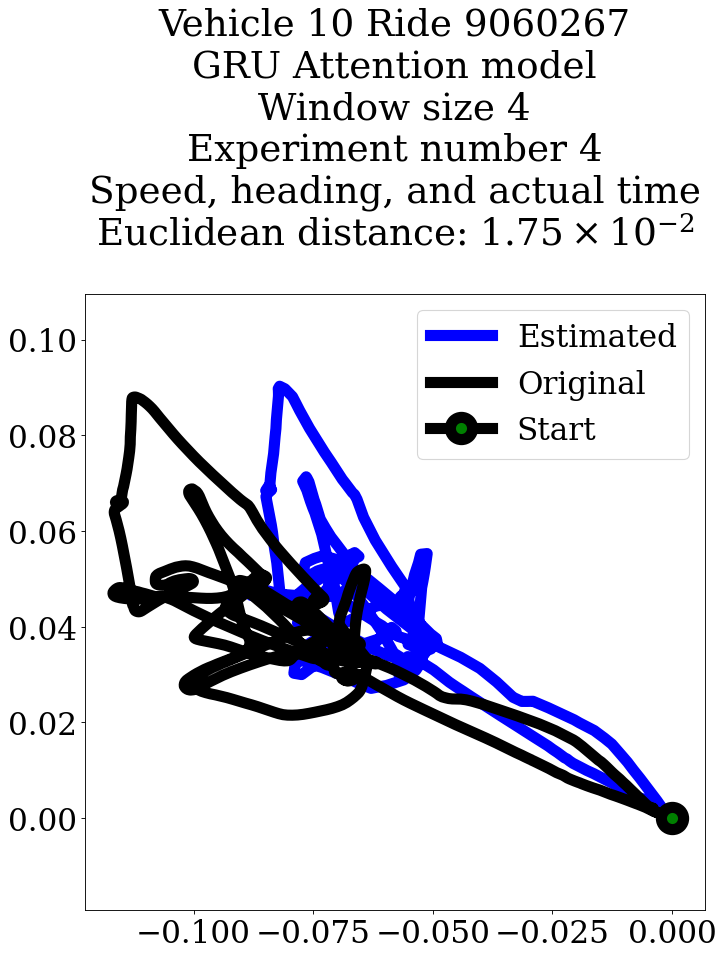 Vehicle 10 Ride 9060267
GRU Attention model
Window size 4
Experiment number 4
Speed, heading, and actual time
Euclidean distance: 1.75 × 10⁻²
Estimated
Original
Start
0.10
0.08
0.06
0.04
0.02
0.00
−0.100 −0.075 −0.050 −0.025 0.000